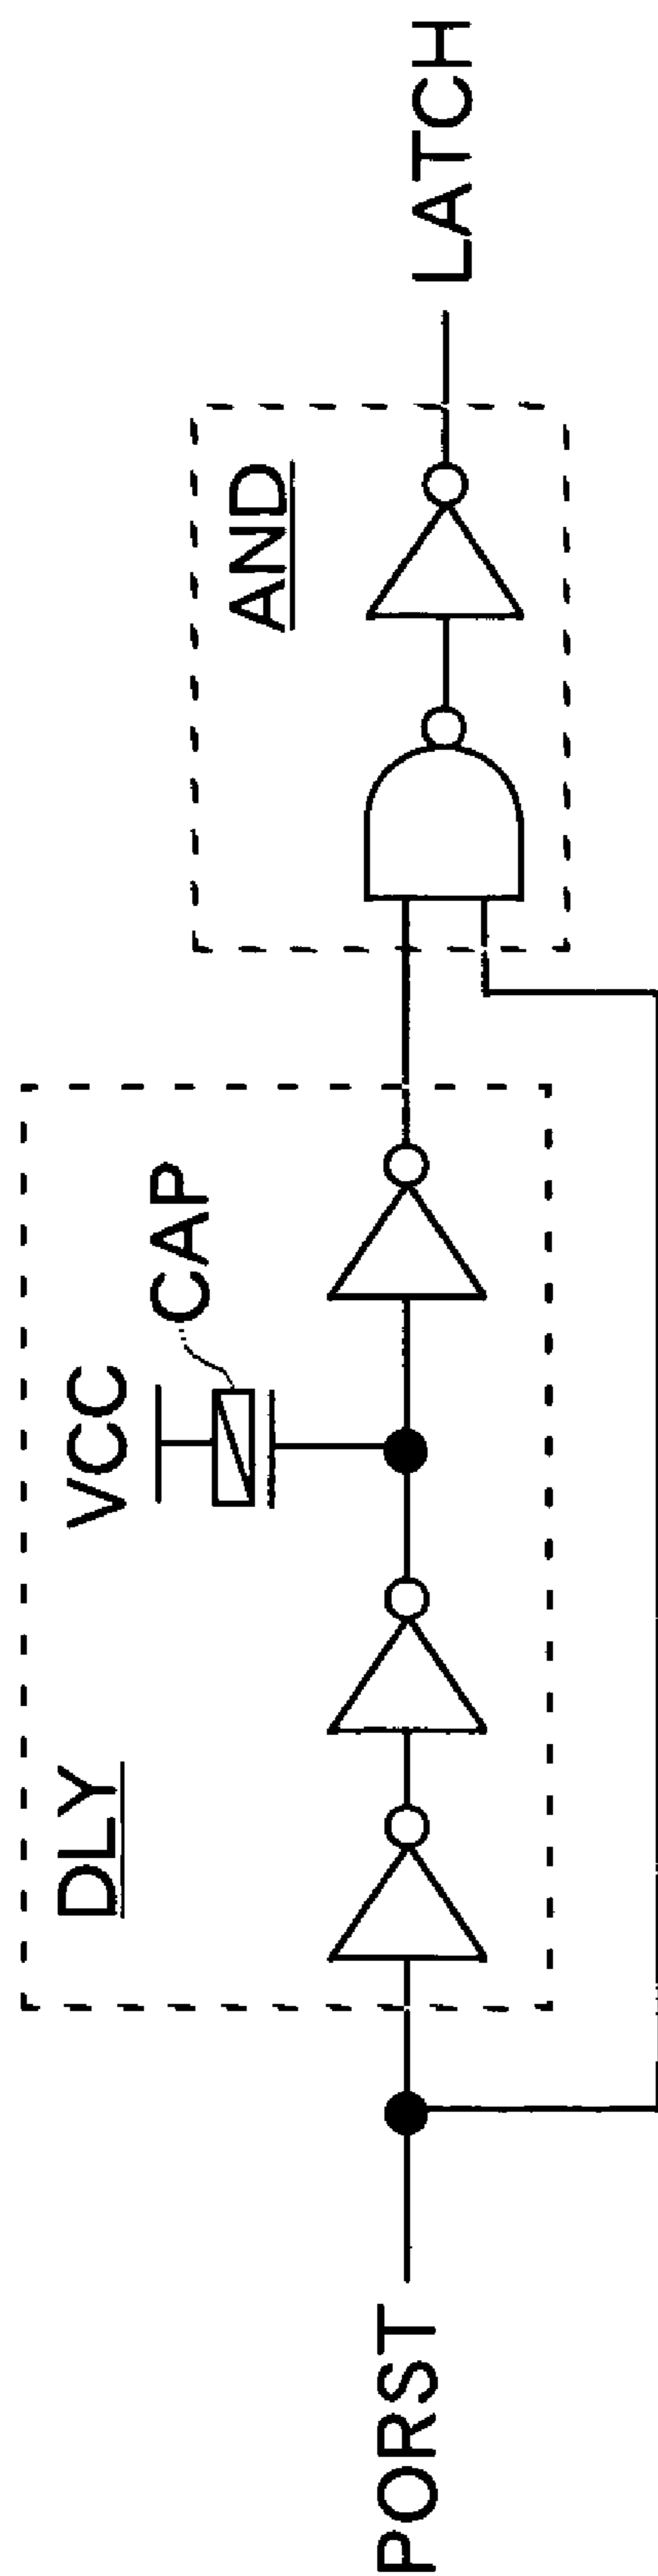 PORST
DLY
VCC
CAP
AND
LATCH